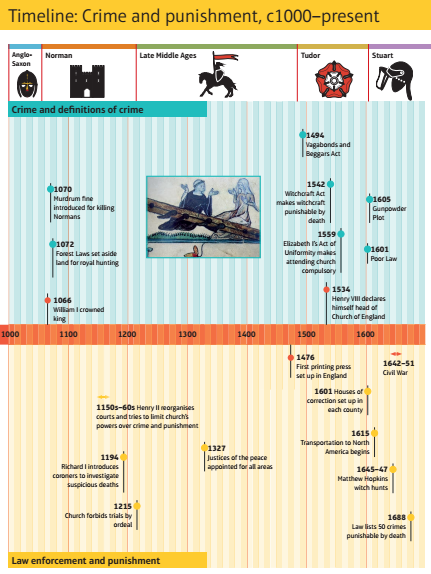 Timeline: Crime and punishment, c1000–present
Anglo-
Saxon
Norman
Late Middle Ages
Tudor
Stuart
Crime and definitions of crime
1494
Vagabonds and
Beggars Act
1070
Murdrum fine
introduced for killing
Normans
1542
Witchcraft Act
makes witchcraft
punishable by
death
1605
Gunpowder
Plot
1072
Forest Laws set aside
land for royal hunting
1559
Elizabeth I's Act of
Uniformity makes
attending church
compulsory
1601
Poor Law
1066
William I crowned
king
1534
Henry VIII declares
himself head of
Church of England
1000 1100 1200 1300 1400 1500 1600
1476
First printing press
set up in England
1642–51
Civil War
1601 Houses of
correction set up in
each county
1150s–60s Henry II reorganises
courts and tries to limit church's
powers over crime and punishment
1615
Transportation to North
America begins
1327
Justices of the peace
appointed for all areas
1194
Richard I introduces
coroners to investigate
suspicious deaths
1645–47
Matthew Hopkins
witch hunts
1215
Church forbids trials by
ordeal
1688
Law lists 50 crimes
punishable by death
Law enforcement and punishment